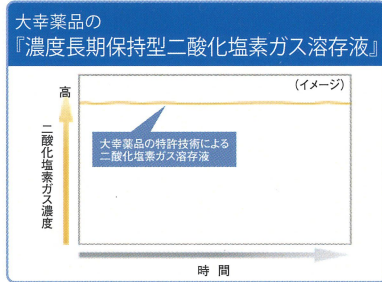 大幸薬品の
『濃度長期保持型二酸化塩素ガス溶存液』
(イメージ)
高
二酸化塩素ガス濃度
大幸薬品の特許技術による
二酸化塩素ガス溶存液
時間